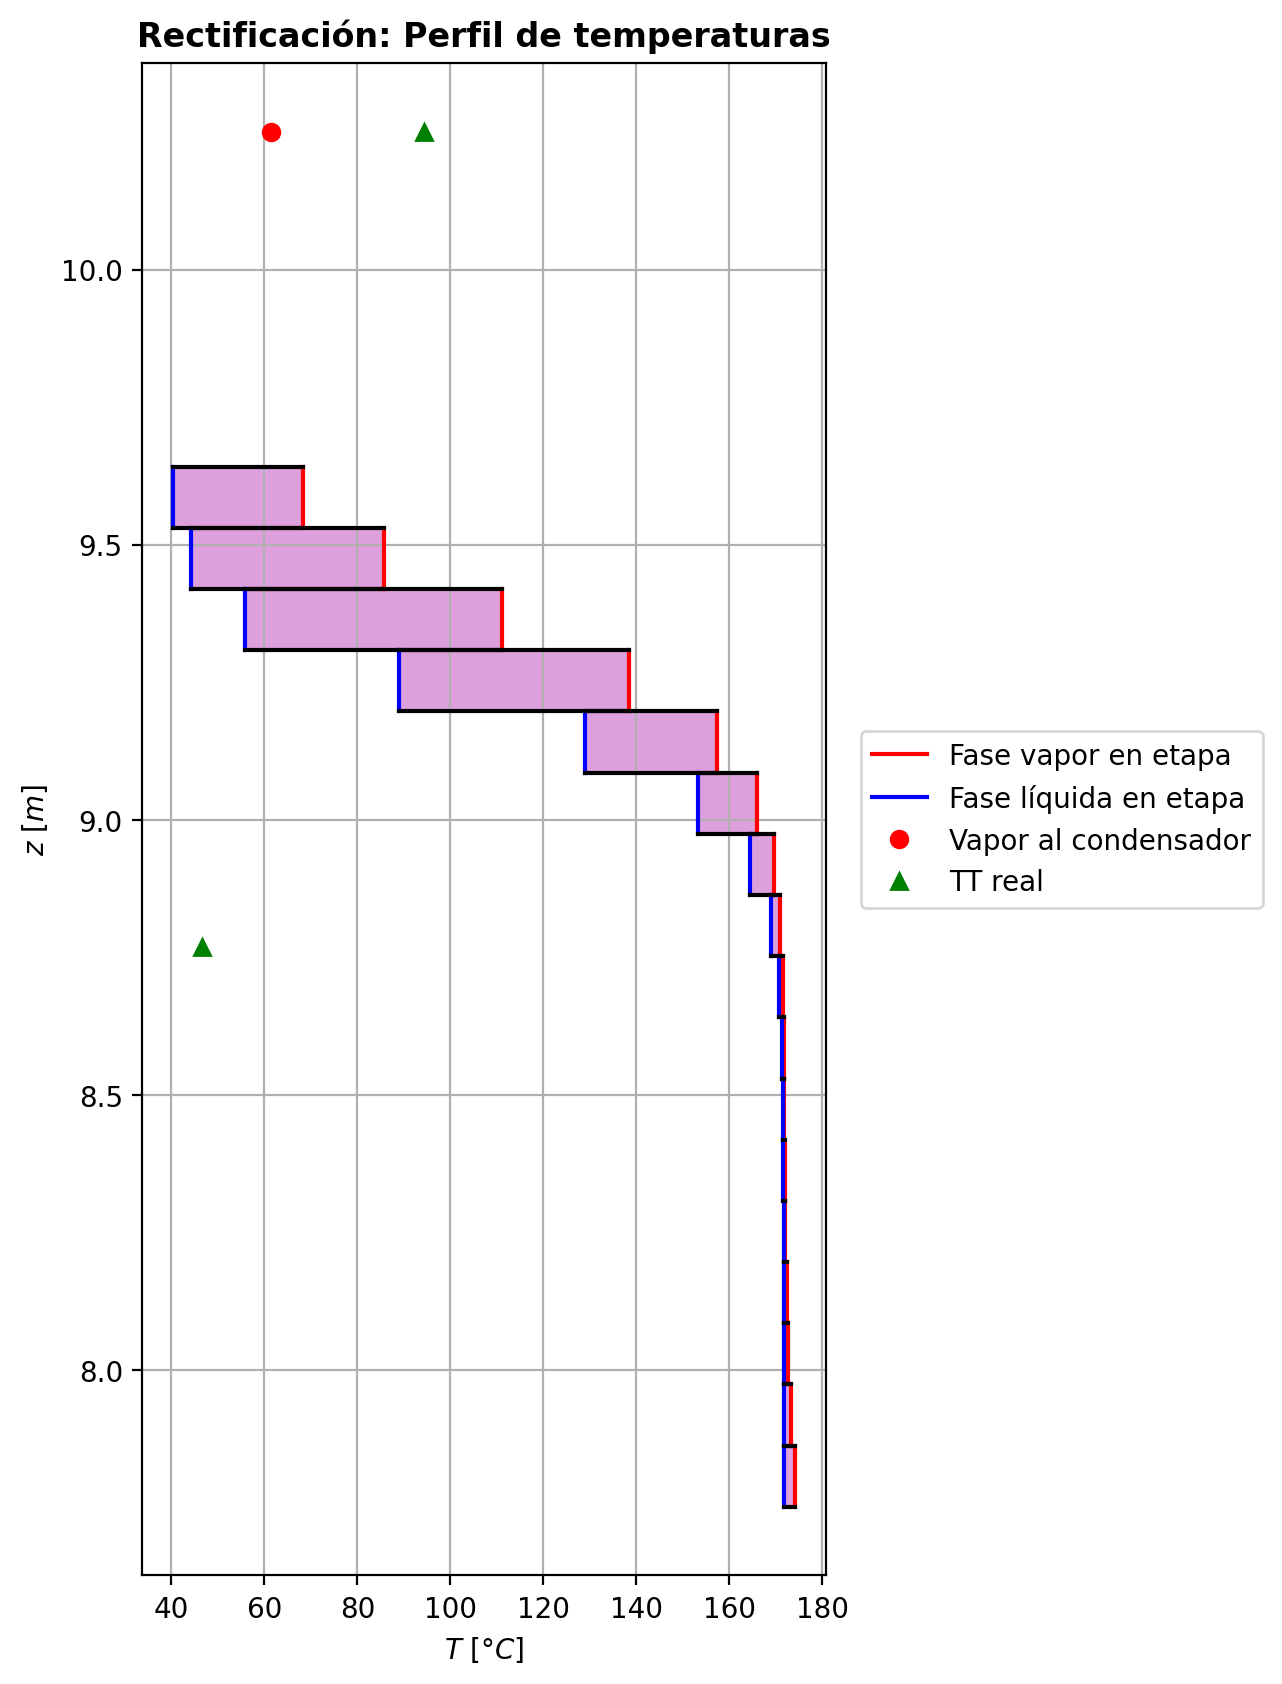 Rectificación: Perfil de temperaturas
10.0
9.5
9.0
8.5
8.0
z [m]
40 60 80 100 120 140 160 180
T [°C]
Fase vapor en etapa
Fase líquida en etapa
Vapor al condensador
TT real